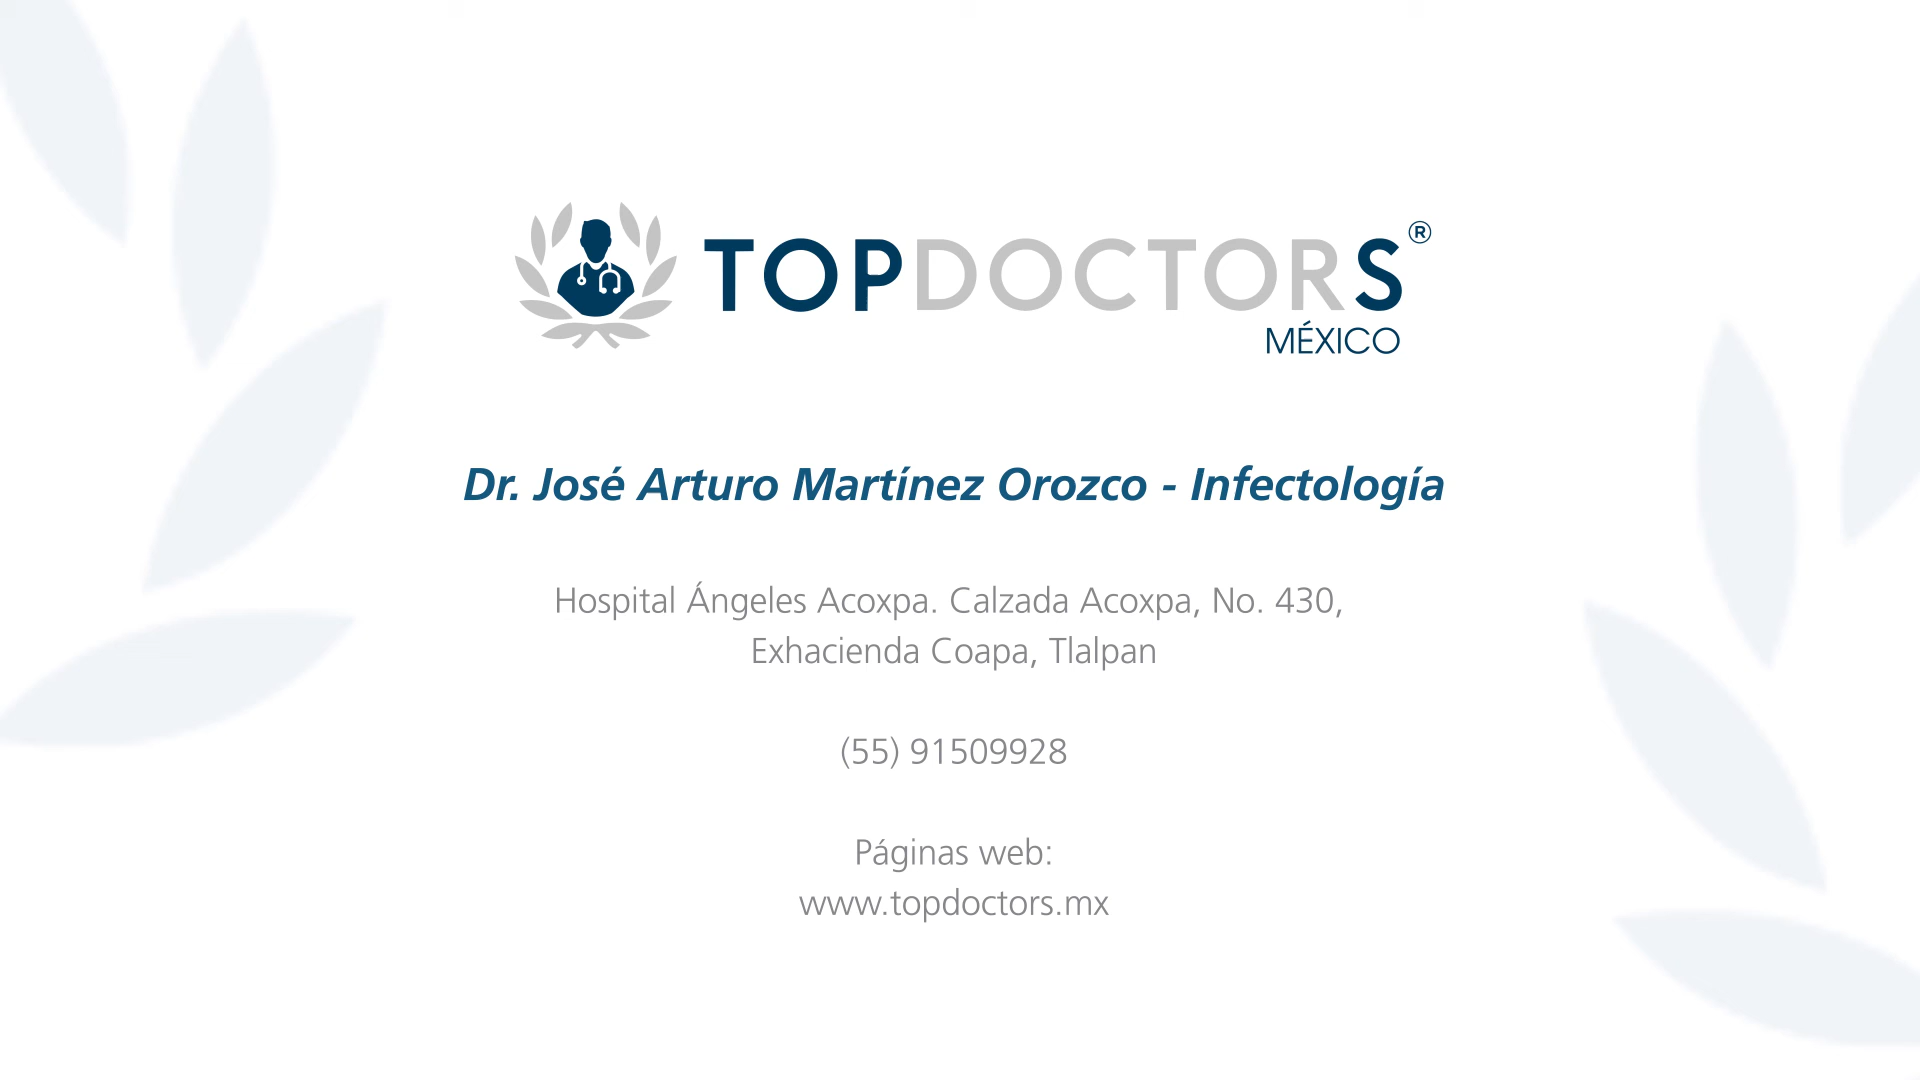 TOPDOCTORS®
MÉXICO
Dr. José Arturo Martínez Orozco - Infectología
Hospital Ángeles Acoxpa. Calzada Acoxpa, No. 430,
Exhacienda Coapa, Tlalpan
(55) 91509928
Páginas web:
www.topdoctors.mx